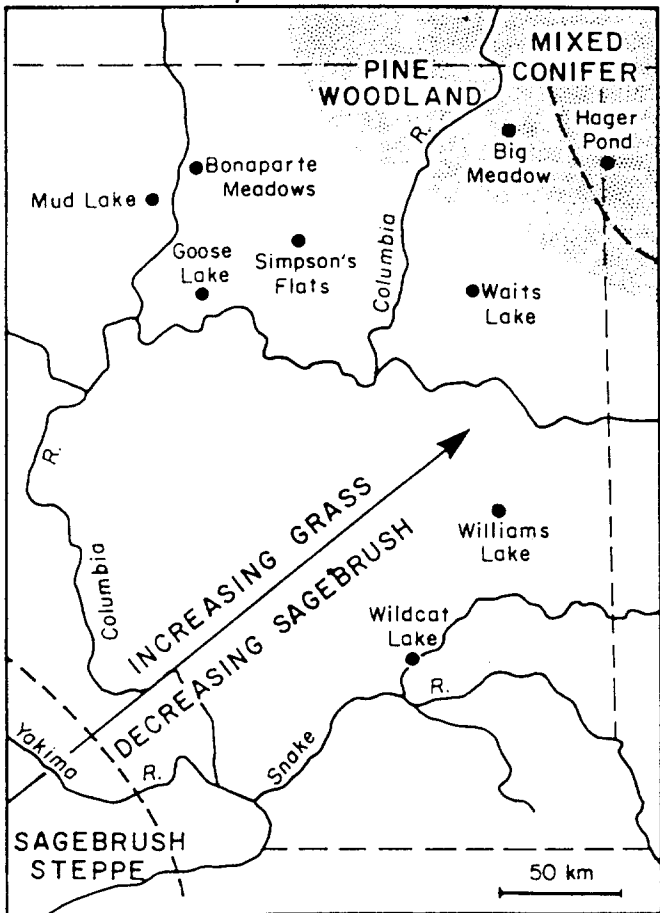 PINE
WOODLAND
MIXED
CONIFER
Hager
Pond
Big
Meadow
R.
Bonaparte
Meadows
Mud Lake
Goose
Lake
Simpson's
Flats
Columbia
Waits
Lake
R.
Columbia
INCREASING GRASS
DECREASING SAGEBRUSH
Williams
Lake
Wildcat
Lake
R.
Snake
Yakima
R.
SAGEBRUSH
STEPPE
50 km